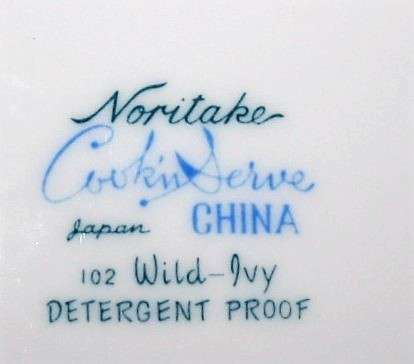 Noritake
Cook'n Serve
Japan CHINA
102 Wild-Ivy
DETERGENT PROOF